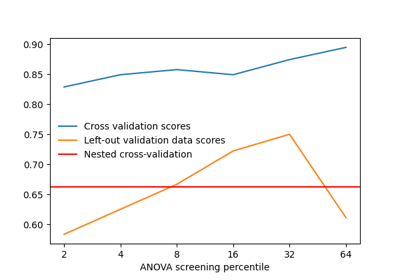 0.90
0.85
0.80
0.75
0.70
0.65
0.60
Cross validation scores
Left-out validation data scores
Nested cross-validation
2 4 8 16 32 64
ANOVA screening percentile